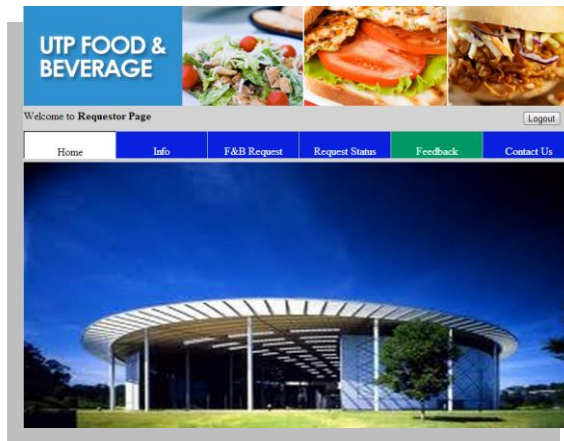 UTP FOOD &
BEVERAGE
Welcome to Requestor Page
Logout
Home Info F&B Request Request Status Feedback Contact Us